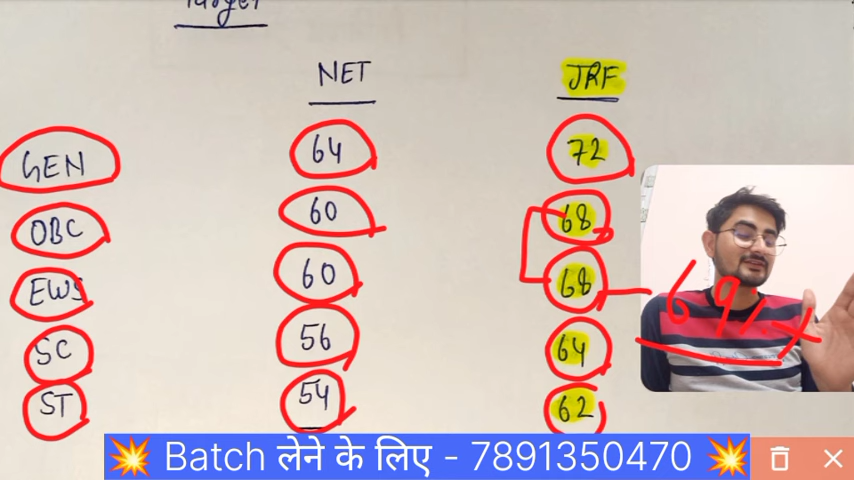 Target
NET JRF
GEN 64 72
OBC 60 68
EWS 60 68 69%
SC 56 64
ST 54 62
💥 Batch लेने के लिए - 7891350470 💥